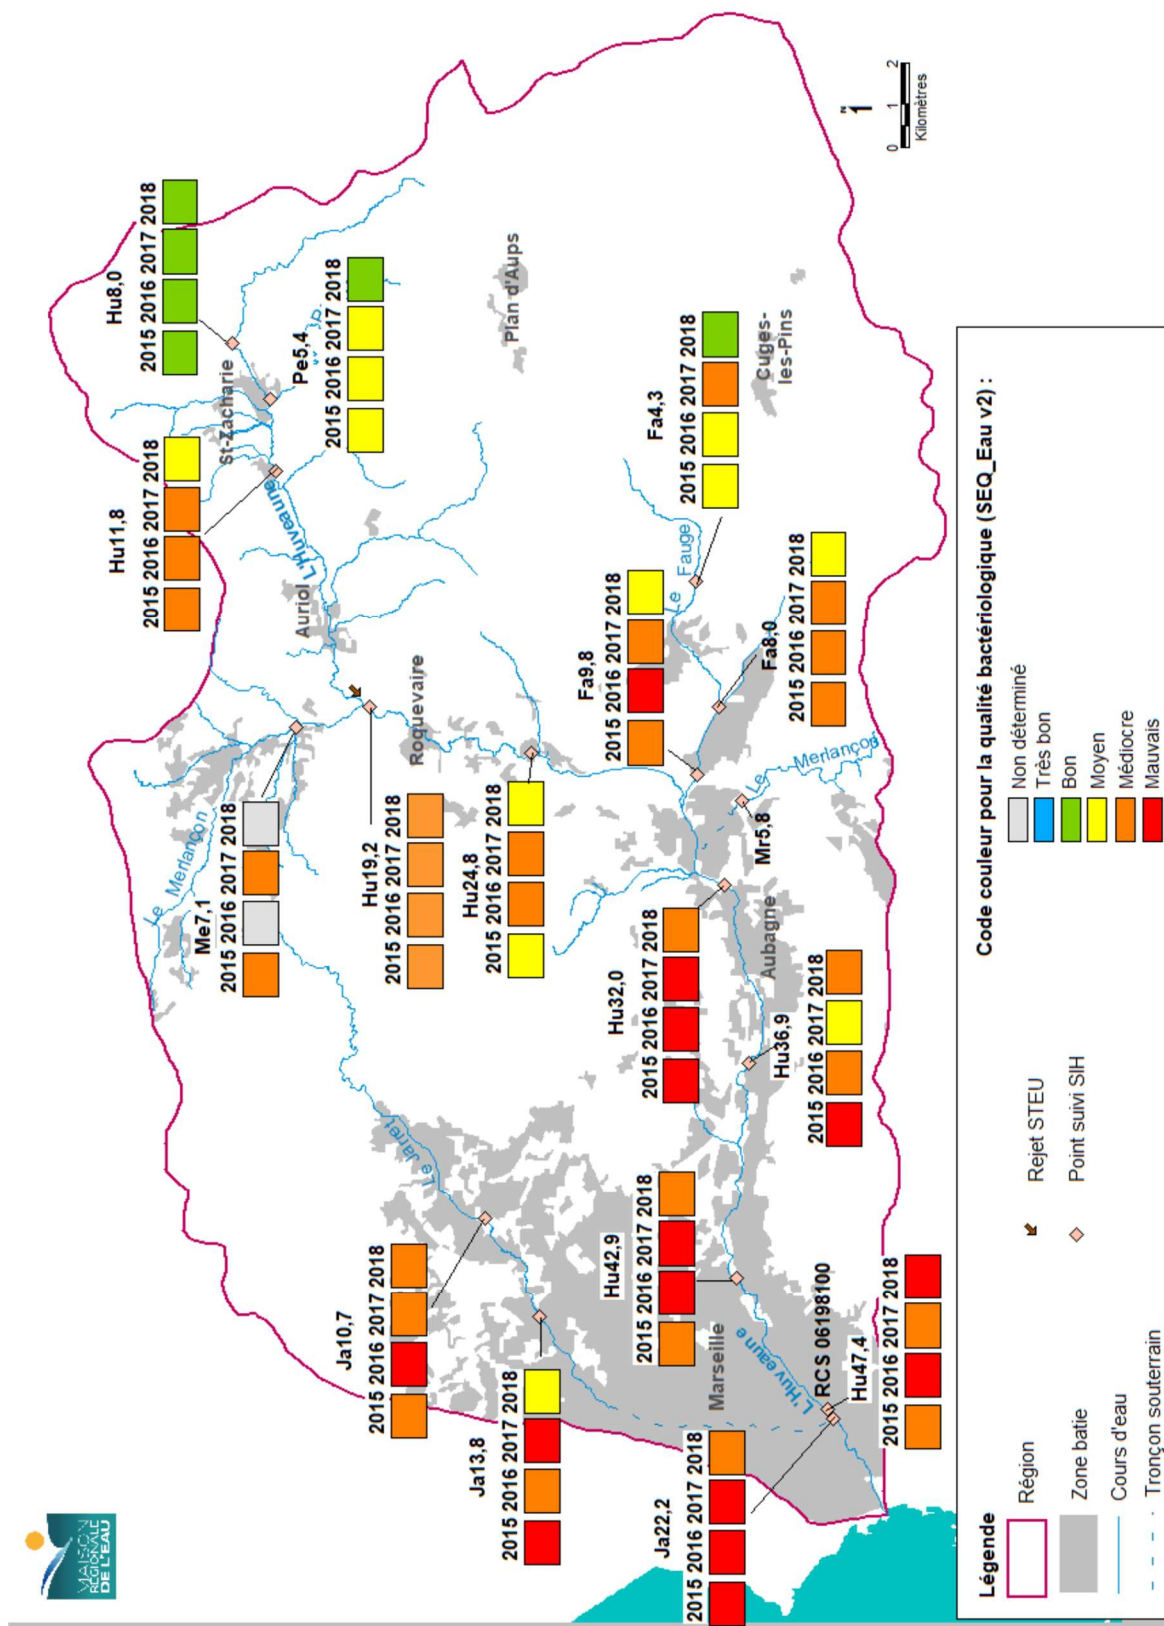 MAISON
RÉGIONALE
DE L'EAU
Hu8,0
2015 2016 2017 2018
St-Zacharie
Hu11,8
2015 2016 2017 2018
Pe5,4
2015 2016 2017 2018
L'Huveaune
Auriol
Plan d'Aups
Le Merlançon
Me7,1
2015 2016 2017 2018
Roquevaire
Hu19,2
2015 2016 2017 2018
Hu24,8
2015 2016 2017 2018
Le Jarret
Ja10,7
2015 2016 2017 2018
Ja13,8
2015 2016 2017 2018
Fa4,3
2015 2016 2017 2018
Cuges-
les-Pins
Le Fauge
Fa9,8
2015 2016 2017 2018
Fa8,0
2015 2016 2017 2018
Le Merlançon
Mr5,8
Hu32,0
2015 2016 2017 2018
Aubagne
Hu36,9
2015 2016 2017 2018
Hu42,9
2015 2016 2017 2018
Marseille
L'Huveaune
RCS 06198100
Hu47,4
2015 2016 2017 2018
Ja22,2
2015 2016 2017 2018
N
0 1 2
Kilomètres
Légende
Région
Zone batie
Cours d'eau
Tronçon souterrain
Rejet STEU
Point suivi SIH
Code couleur pour la qualité bactériologique (SEQ_Eau v2) :
Non déterminé
Très bon
Bon
Moyen
Médiocre
Mauvais